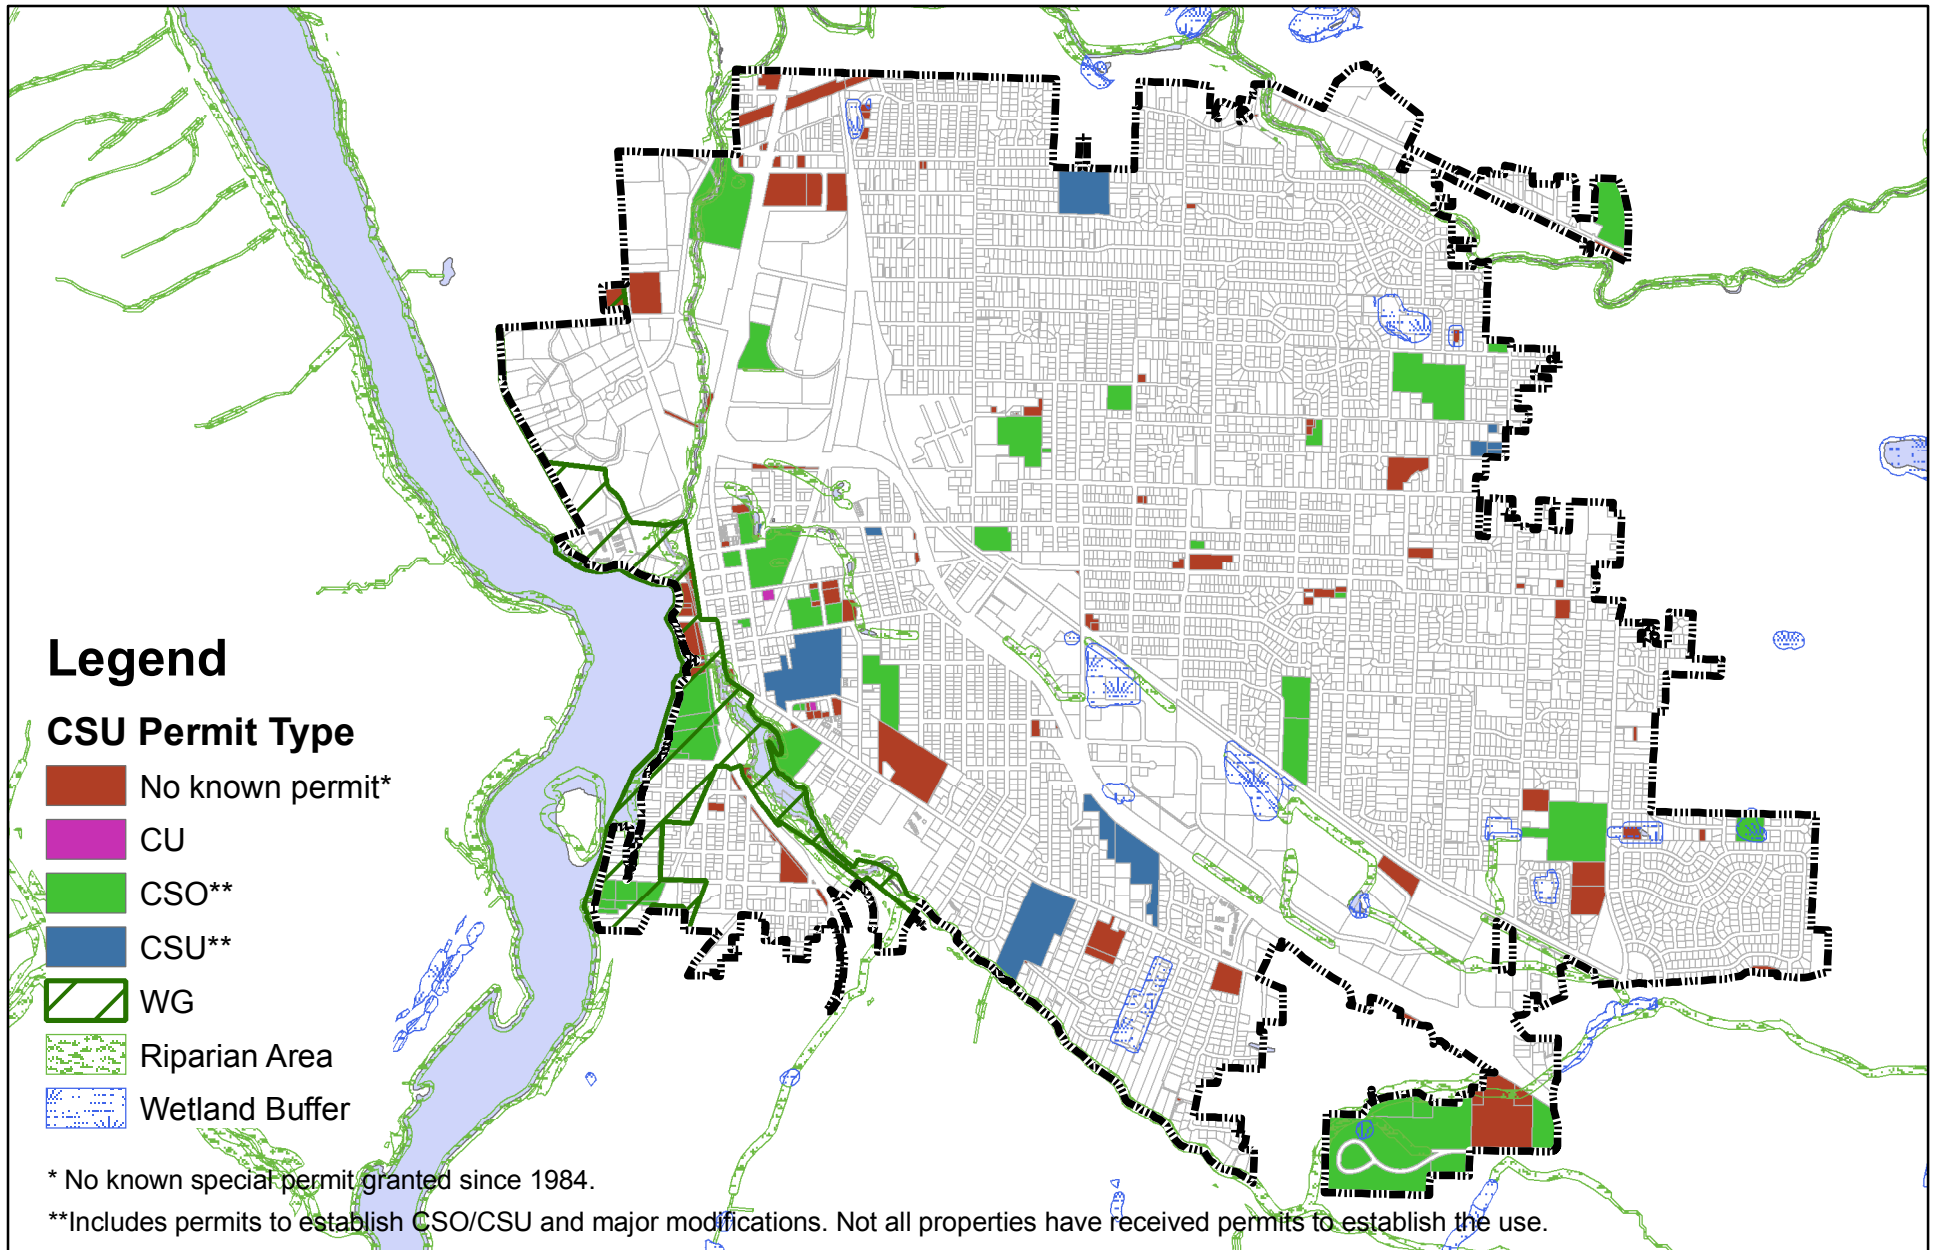 Legend
CSU Permit Type
No known permit*
CU
CSO**
CSU**
WG
Riparian Area
Wetland Buffer
* No known special permit granted since 1984.
**Includes permits to establish CSO/CSU and major modifications. Not all properties have received permits to establish the use.